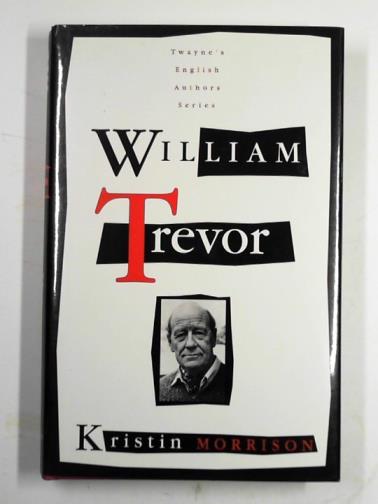 Twayne's
English
Authors
Series
WILLIAM
Trevor
Kristin MORRISON